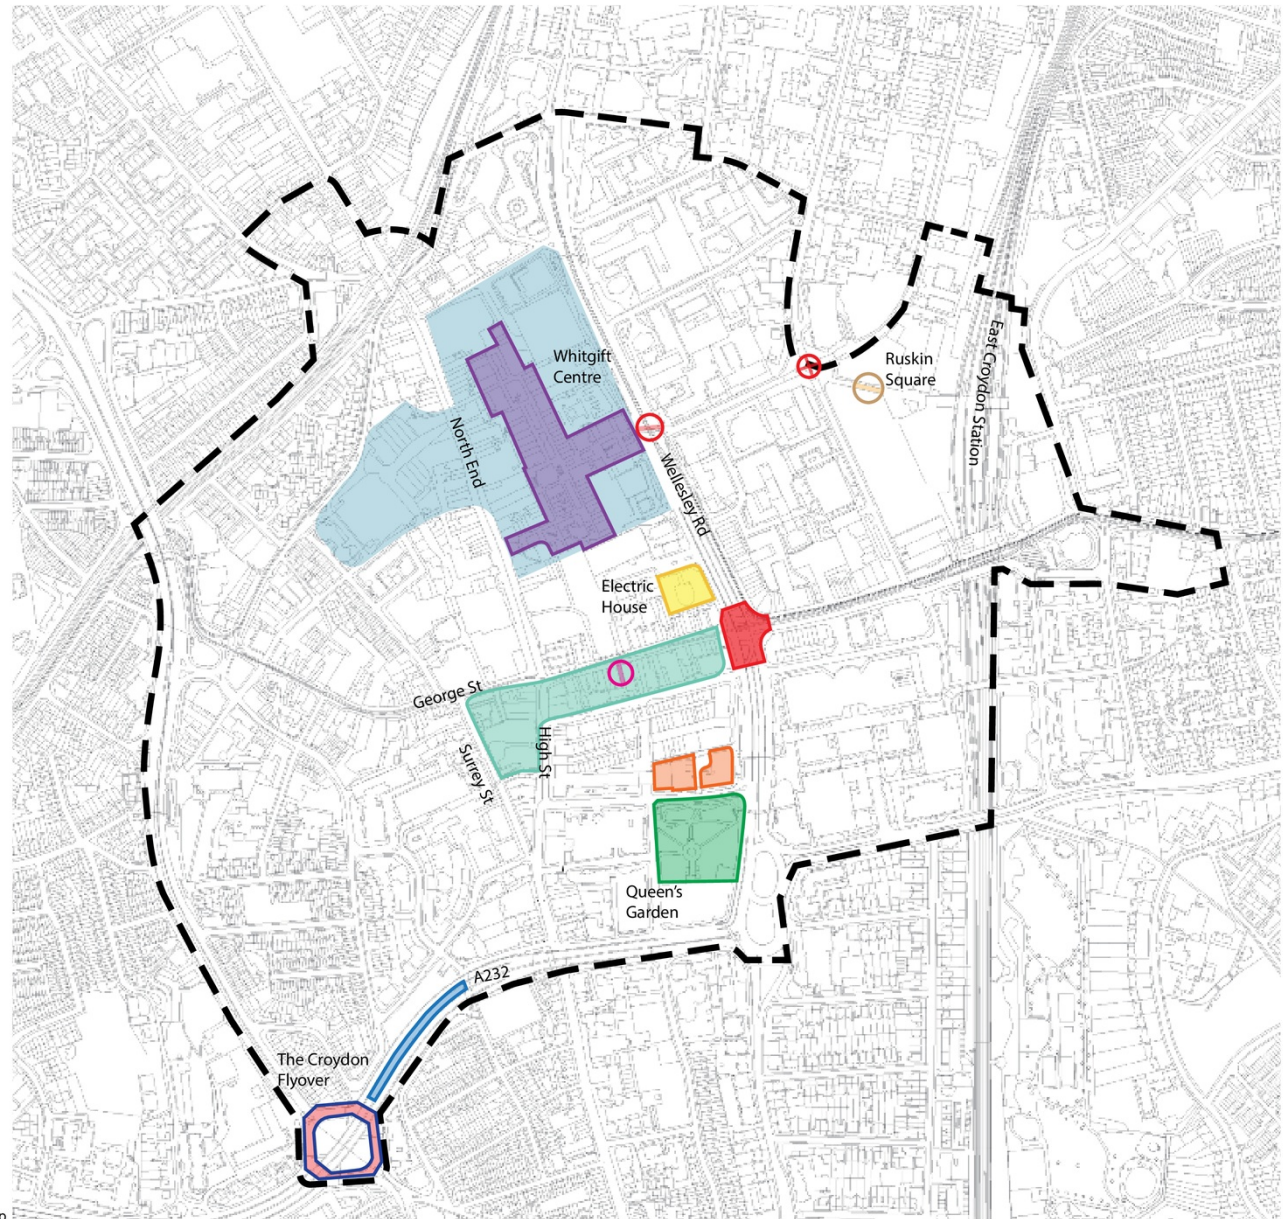 Whitgift
Centre
Ruskin
Square
East Croydon Station
North End
Wellesley Rd
Electric
House
George St
High St
Surrey St
Queen's
Garden
A232
The Croydon
Flyover